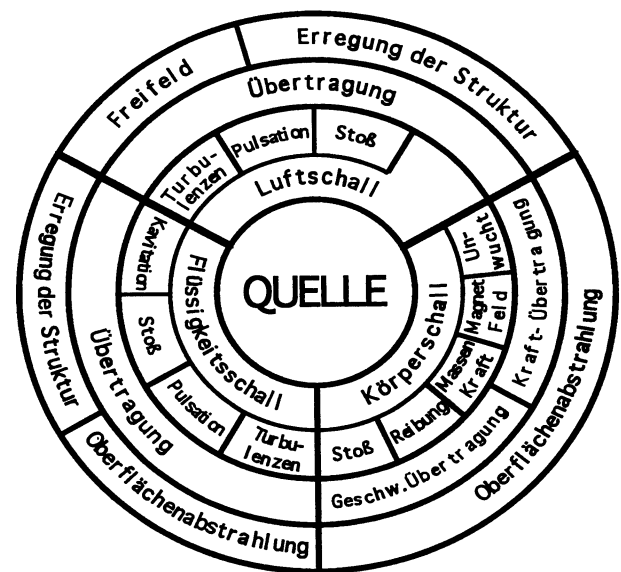 Freifeld
Erregung der Struktur
Übertragung
Turbu-
lenzen
Pulsation
Stoß
Luftschall
QUELLE
Körperschall
Un-
wucht
Magnet
Feld
Massen
Kraft
Reibung
Stoß
Kraft-Übertragung
Geschw.Übertragung
Oberflächenabstrahlung
Flüssigkeitsschall
Kavitation
Stoß
Pulsation
Turbu-
lenzen
Übertragung
Erregung der Struktur
Oberflächenabstrahlung